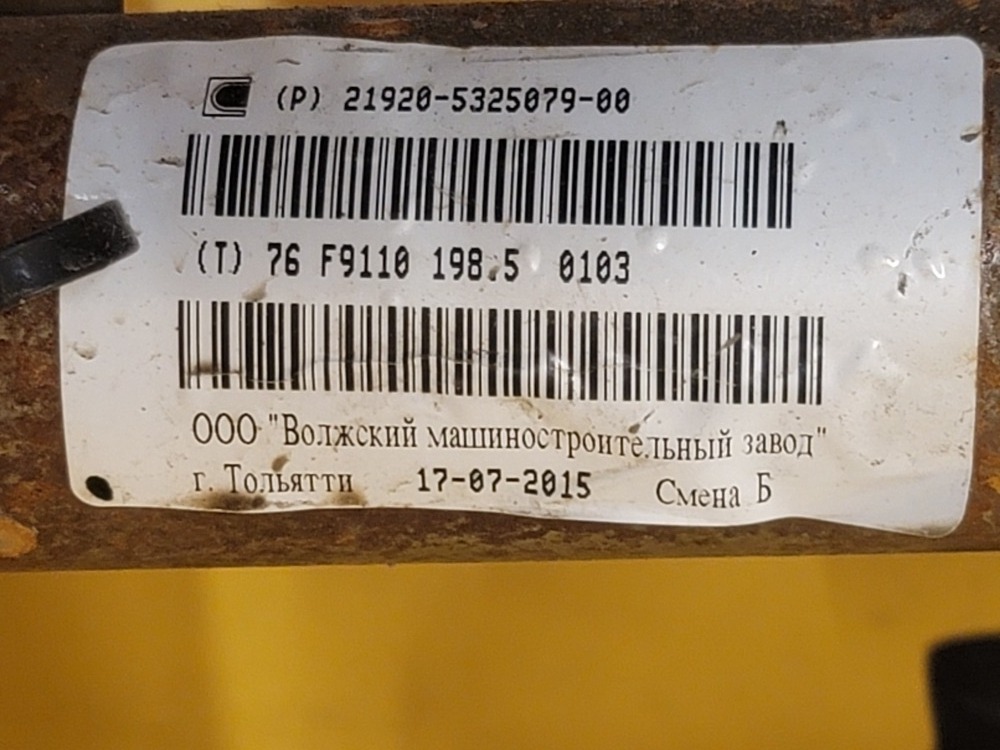 (P) 21920-5325079-00
(T) 76 F9110 198.5 0103
ООО "Волжский машиностроительный завод"
г. Тольятти 17-07-2015 Смена Б